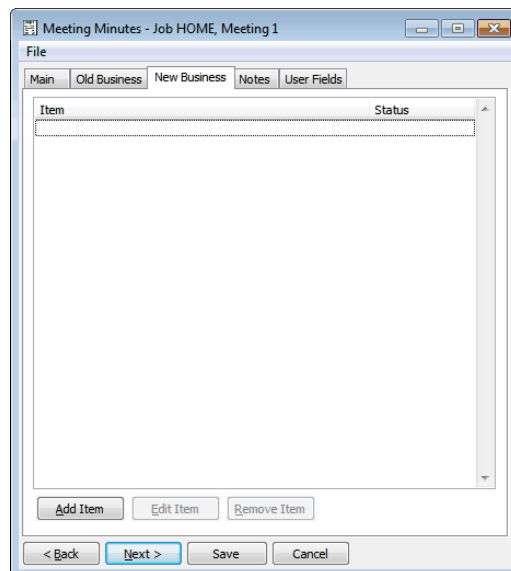 Meeting Minutes - Job HOME, Meeting 1
File
Main Old Business New Business Notes User Fields
Item Status
Add Item Edit Item Remove Item
< Back Next > Save Cancel